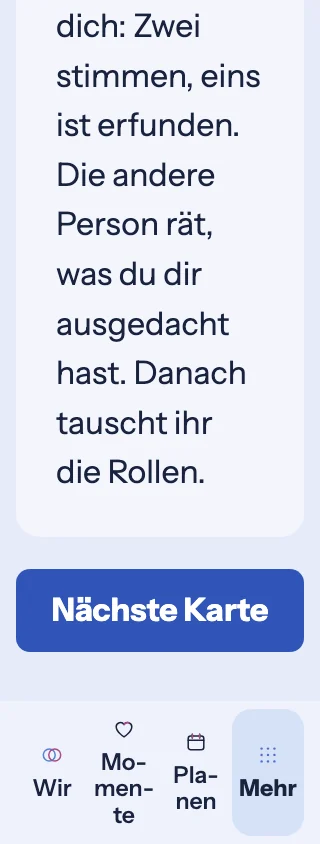 dich: Zwei
stimmen, eins
ist erfunden.
Die andere
Person rät,
was du dir
ausgedacht
hast. Danach
tauscht ihr
die Rollen.
Nächste Karte
Wir
Mo-
men-
te
Pla-
nen
Mehr